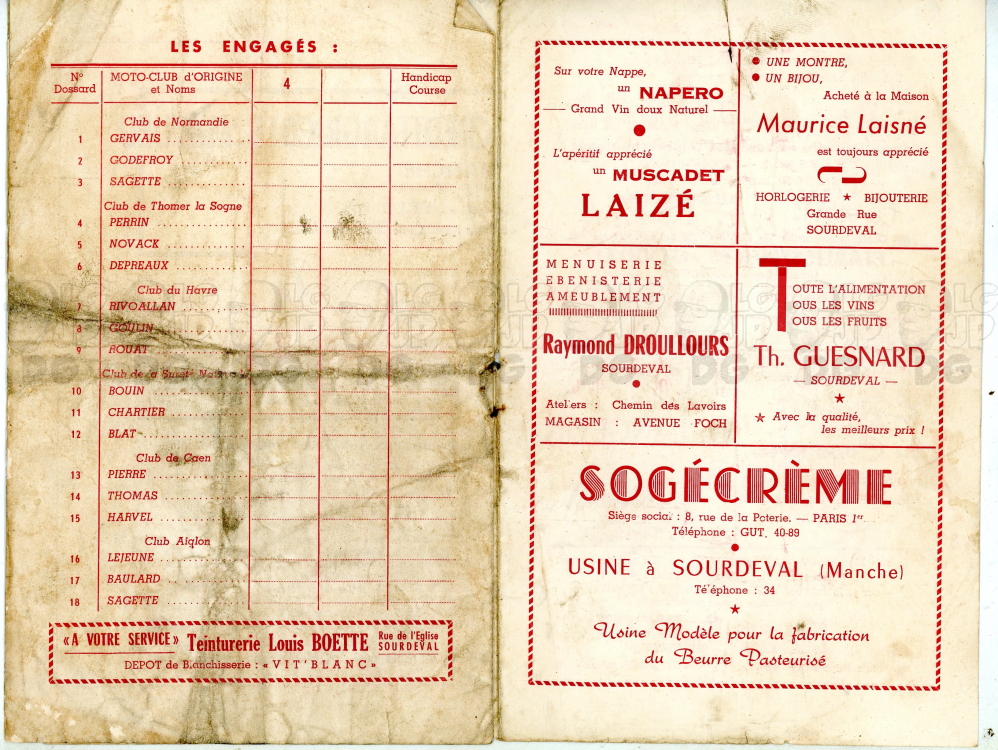 LES ENGAGÉS :
N° Dossard
MOTO-CLUB d'ORIGINE et Noms
4
Handicap Course
Club de Normandie
1 GERVAIS
2 GODEFROY
3 SAGETTE
Club de Thomer la Sogne
4 PERRIN
5 NOVACK
6 DEPREAUX
Club du Havre
7 RIVOALLAN
8 GOULIN
9 ROUAT
Club de la
10 BOUIN
11 CHARTIER
12 BLAT
Club de Caen
13 PIERRE
14 THOMAS
15 HARVEL
Club Aiglon
16 LEJEUNE
17 BAULARD
18 SAGETTE
« A VOTRE SERVICE » Teinturerie Louis BOETTE Rue de l'Eglise SOURDEVAL
DEPOT de Blanchisserie : « VIT'BLANC »
Sur votre Nappe,
un NAPERO
— Grand Vin doux Naturel —
L'apéritif apprécié
un MUSCADET
LAIZÉ
UNE MONTRE,
UN BIJOU,
Acheté à la Maison
Maurice Laisné
est toujours apprécié
HORLOGERIE ★ BIJOUTERIE
Grande Rue
SOURDEVAL
MENUISERIE
EBENISTERIE
AMEUBLEMENT
Raymond DROULLOURS
SOURDEVAL
Ateliers : Chemin des Lavoirs
MAGASIN : AVENUE FOCH
TOUTE L'ALIMENTATION
OUS LES VINS
OUS LES FRUITS
Th. GUESNARD
— SOURDEVAL —
★
★ Avec la qualité,
les meilleurs prix !
SOGÉCRÈME
Siège social : 8, rue de la Poterie. — PARIS 1er
Téléphone : GUT. 40-89
USINE à SOURDEVAL (Manche)
Téléphone : 34
★
Usine Modèle pour la fabrication
du Beurre Pasteurisé